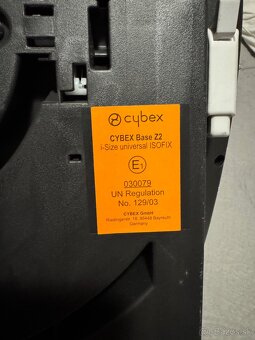 cybex
CYBEX Base Z2
i-Size universal ISOFIX
E1
030079
UN Regulation
No. 129/03
CYBEX GmbH
Riedingerstr. 18, 95448 Bayreuth
Germany